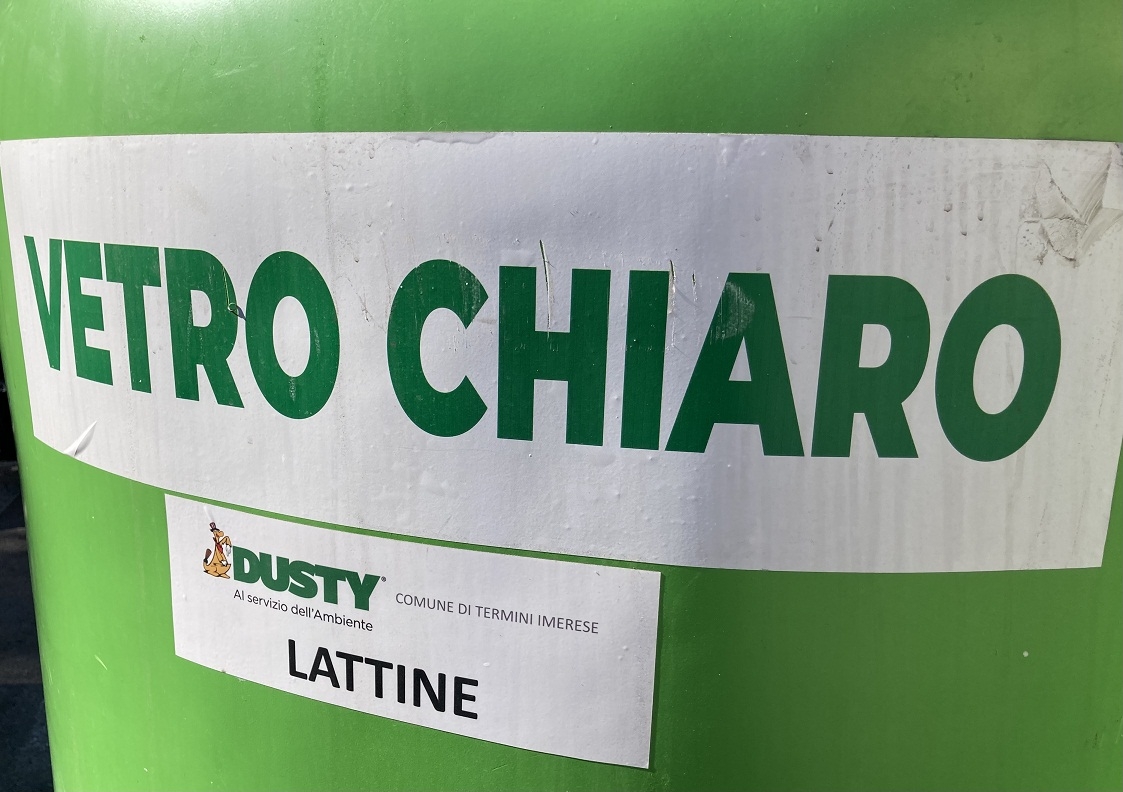 VETRO CHIARO
DUSTY®
Al servizio dell'Ambiente
COMUNE DI TERMINI IMERESE
LATTINE